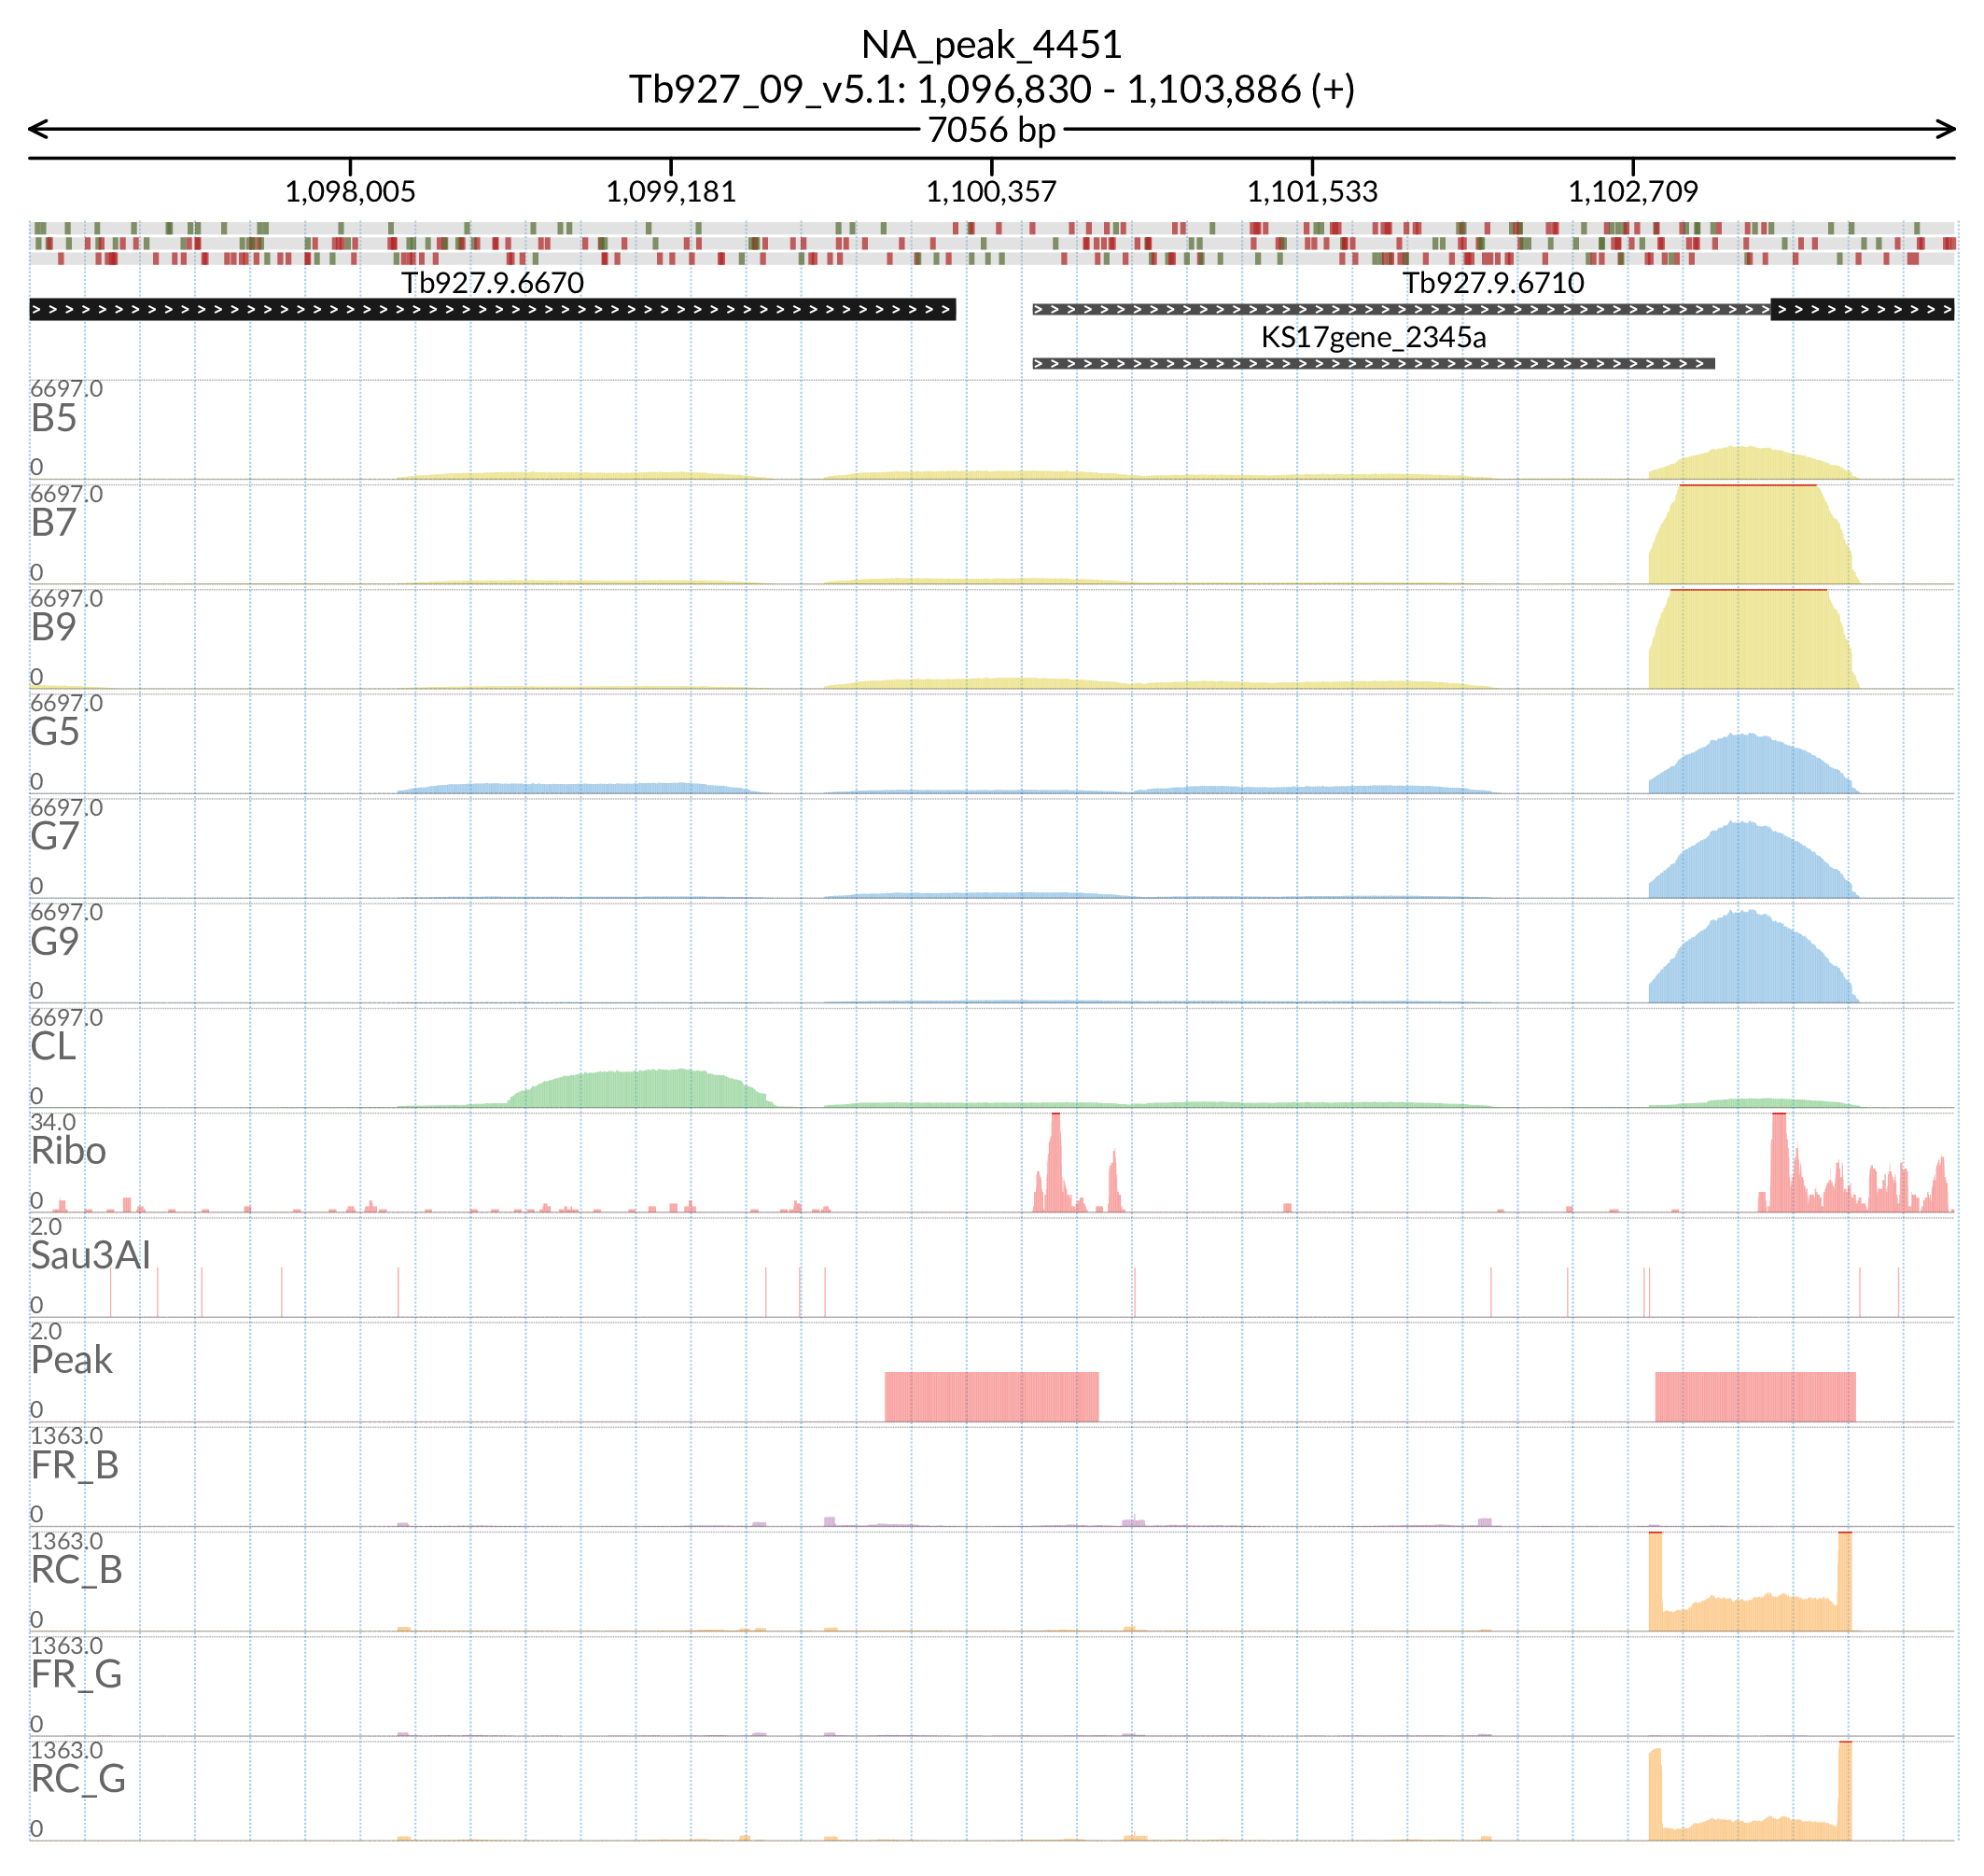 NA_peak_4451
Tb927_09_v5.1: 1,096,830 - 1,103,886 (+)
7056 bp
1,098,005 1,099,181 1,100,357 1,101,533 1,102,709
Tb927.9.6670 Tb927.9.6710
KS17gene_2345a
6697.0
B5
0
6697.0
B7
0
6697.0
B9
0
6697.0
G5
0
6697.0
G7
0
6697.0
G9
0
6697.0
CL
0
34.0
Ribo
0
2.0
Sau3AI
0
2.0
Peak
0
1363.0
FR_B
0
1363.0
RC_B
0
1363.0
FR_G
0
1363.0
RC_G
0